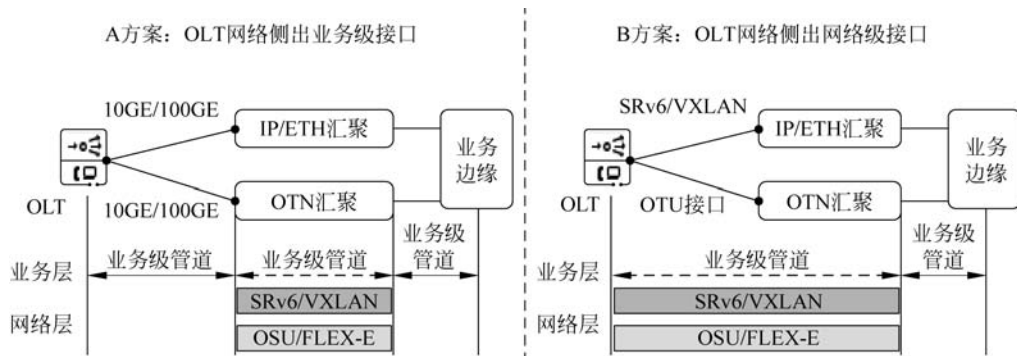 A方案：OLT网络侧出业务级接口
10GE/100GE
IP/ETH汇聚
业务
边缘
OLT
10GE/100GE
OTN汇聚
业务级
管道
业务层
业务级管道
业务级管道
SRv6/VXLAN
网络层
OSU/FLEX-E
B方案：OLT网络侧出网络级接口
SRv6/VXLAN
IP/ETH汇聚
业务
边缘
OLT
OTU接口
OTN汇聚
业务级
管道
业务层
业务级管道
SRv6/VXLAN
网络层
OSU/FLEX-E